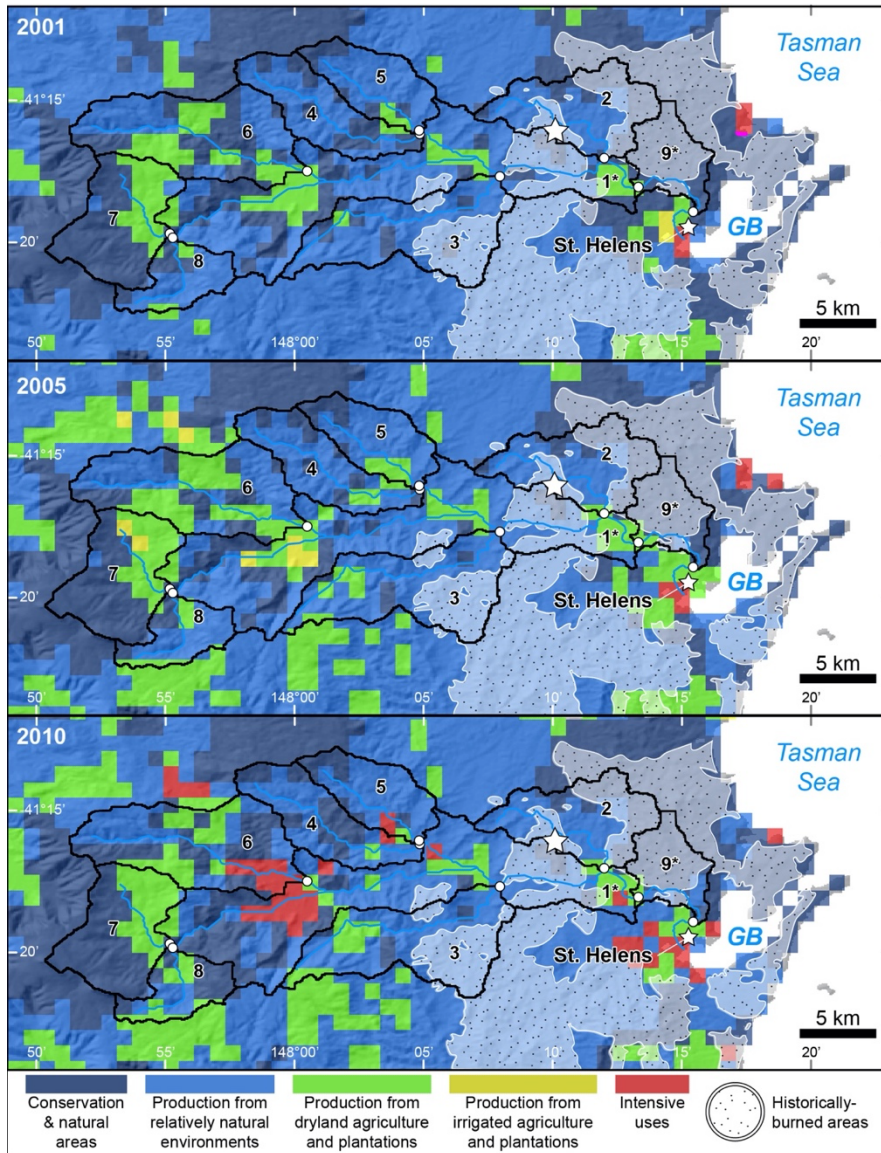 2001
Tasman
Sea
41°15'
5
4
2
6
9*
1*
7
GB
St. Helens
20'
3
8
5 km
50'
55'
148°00'
05'
10'
15'
20'
2005
Tasman
Sea
41°15'
5
4
2
6
9*
1*
7
GB
St. Helens
20'
3
8
5 km
50'
55'
148°00'
05'
10'
15'
20'
2010
Tasman
Sea
41°15'
5
4
2
6
9*
1*
7
GB
St. Helens
20'
3
8
5 km
50'
55'
148°00'
05'
10'
15'
20'
Conservation
& natural
areas
Production from
relatively natural
environments
Production from
dryland agriculture
and plantations
Production from
irrigated agriculture
and plantations
Intensive
uses
Historically-
burned areas